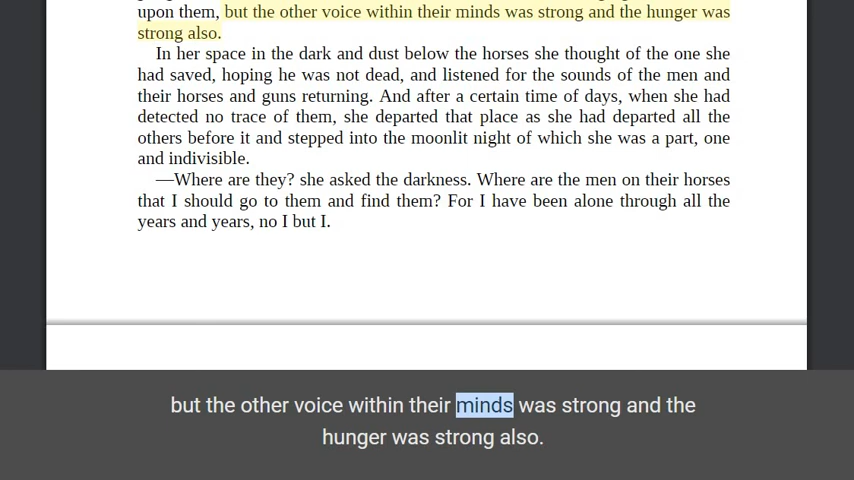 upon them, but the other voice within their minds was strong and the hunger was
strong also.
In her space in the dark and dust below the horses she thought of the one she
had saved, hoping he was not dead, and listened for the sounds of the men and
their horses and guns returning. And after a certain time of days, when she had
detected no trace of them, she departed that place as she had departed all the
others before it and stepped into the moonlit night of which she was a part, one
and indivisible.
—Where are they? she asked the darkness. Where are the men on their horses
that I should go to them and find them? For I have been alone through all the
years and years, no I but I.
but the other voice within their minds was strong and the
hunger was strong also.